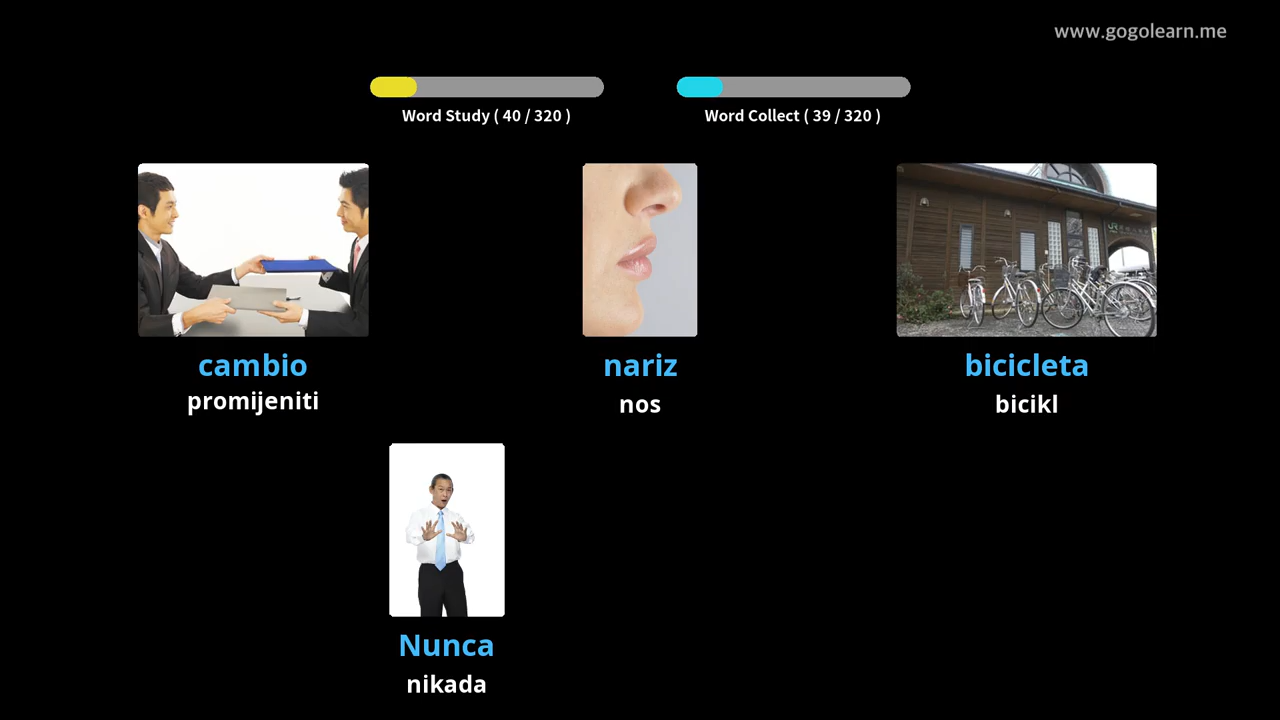 www.gogolearn.me
Word Study ( 40 / 320 )
Word Collect ( 39 / 320 )
cambio
promijeniti
nariz
nos
bicicleta
bicikl
Nunca
nikada